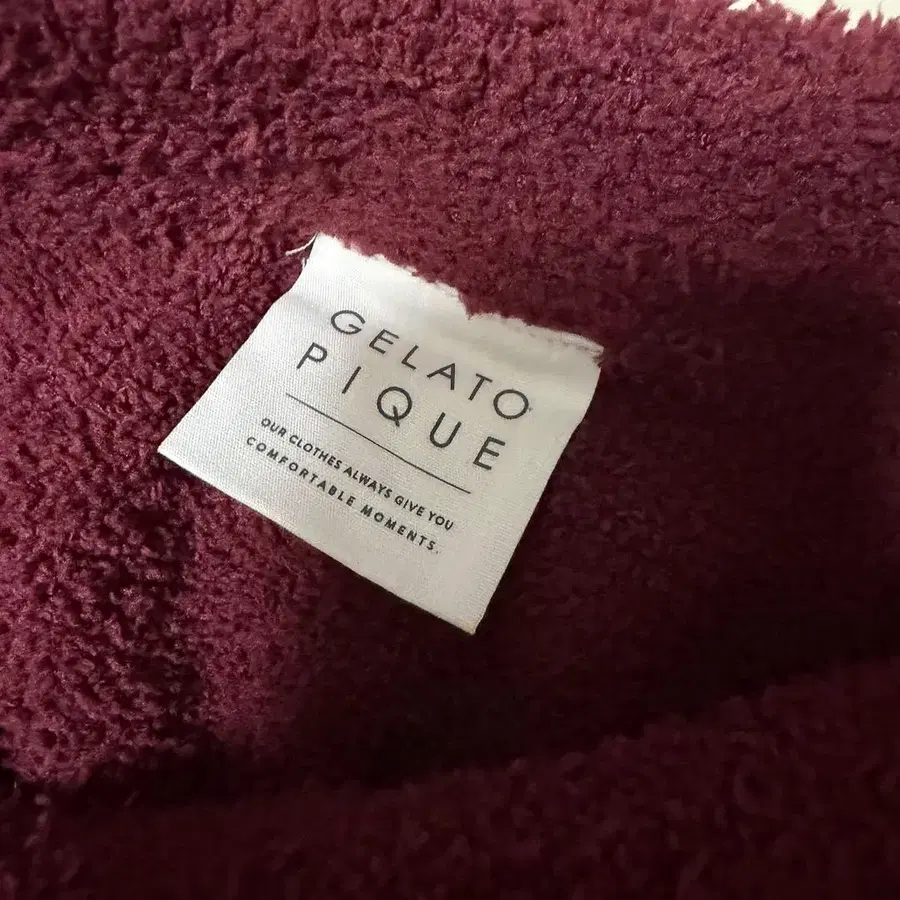 GELATO
PIQUE
OUR CLOTHES ALWAYS GIVE YOU
COMFORTABLE MOMENTS.